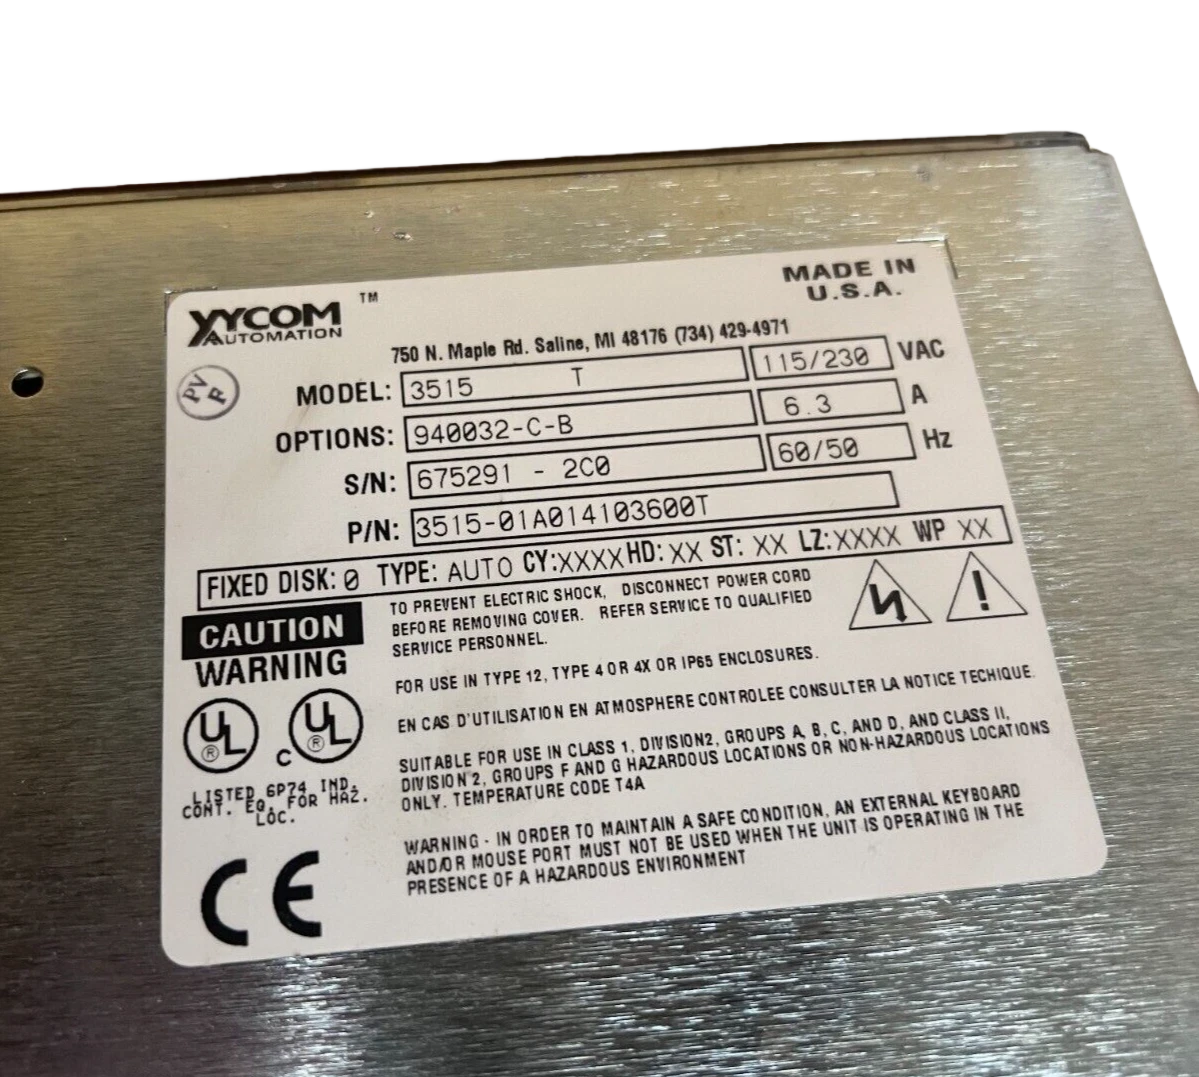 XYCOM ™
AUTOMATION
MADE IN
U.S.A.
750 N. Maple Rd. Saline, MI 48176 (734) 429-4971
PV
P
MODEL: 3515 T 115/230 VAC
OPTIONS: 940032-C-B 6.3 A
S/N: 675291 - 2C0 60/50 Hz
P/N: 3515-01A014103600T
FIXED DISK: 0 TYPE: AUTO CY:XXXX HD: XX ST: XX LZ:XXXX WP XX
CAUTION
WARNING
TO PREVENT ELECTRIC SHOCK, DISCONNECT POWER CORD
BEFORE REMOVING COVER. REFER SERVICE TO QUALIFIED
SERVICE PERSONNEL.
FOR USE IN TYPE 12, TYPE 4 OR 4X OR IP65 ENCLOSURES.
EN CAS D'UTILISATION EN ATMOSPHERE CONTROLEE CONSULTER LA NOTICE TECHIQUE.
UL ® C UL ®
LISTED 6P74 IND.
CONT. EQ. FOR HAZ.
LOC.
SUITABLE FOR USE IN CLASS 1, DIVISION2, GROUPS A, B, C, AND D, AND CLASS II,
DIVISION 2, GROUPS F AND G HAZARDOUS LOCATIONS OR NON-HAZARDOUS LOCATIONS
ONLY. TEMPERATURE CODE T4A
WARNING - IN ORDER TO MAINTAIN A SAFE CONDITION, AN EXTERNAL KEYBOARD
AND/OR MOUSE PORT MUST NOT BE USED WHEN THE UNIT IS OPERATING IN THE
PRESENCE OF A HAZARDOUS ENVIRONMENT
CE